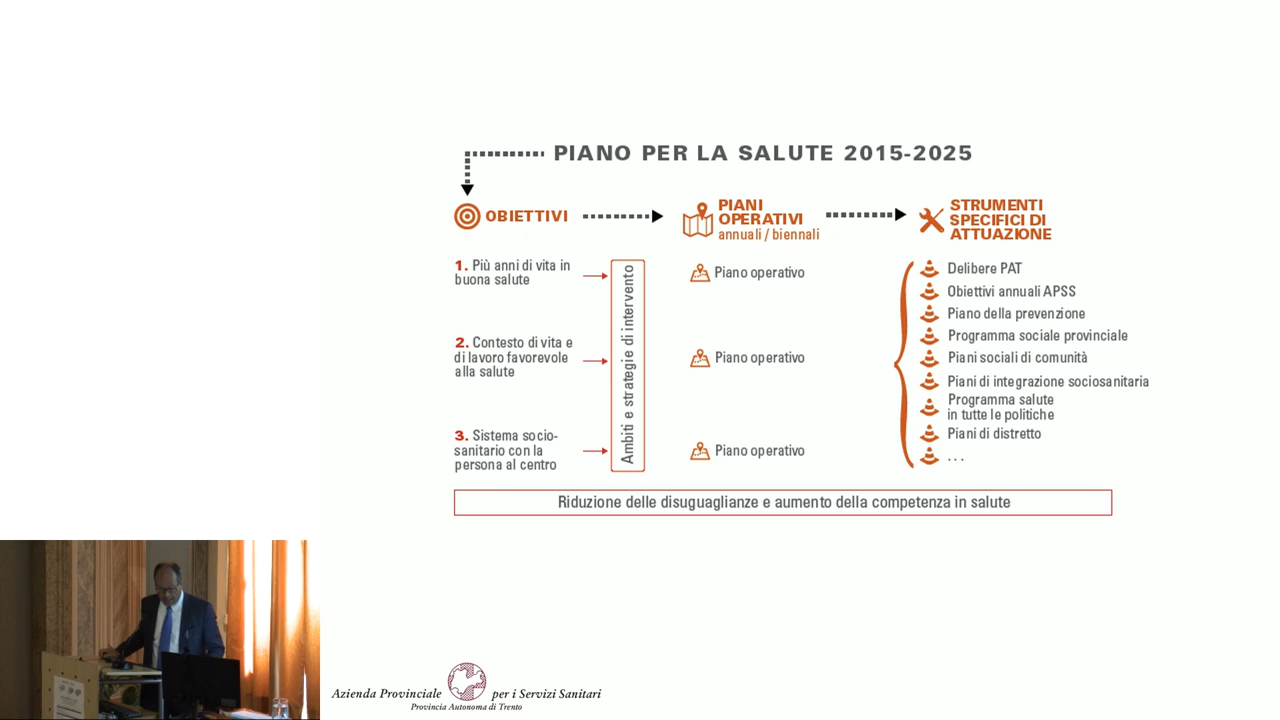 PIANO PER LA SALUTE 2015-2025
OBIETTIVI
PIANI
OPERATIVI
annuali / biennali
STRUMENTI
SPECIFICI DI
ATTUAZIONE
1. Più anni di vita in
buona salute
2. Contesto di vita e
di lavoro favorevole
alla salute
3. Sistema socio-
sanitario con la
persona al centro
Ambiti e strategie di intervento
Piano operativo
Piano operativo
Piano operativo
Delibere PAT
Obiettivi annuali APSS
Piano della prevenzione
Programma sociale provinciale
Piani sociali di comunità
Piani di integrazione sociosanitaria
Programma salute
in tutte le politiche
Piani di distretto
. . .
Riduzione delle disuguaglianze e aumento della competenza in salute
Azienda Provinciale per i Servizi Sanitari
Provincia Autonoma di Trento